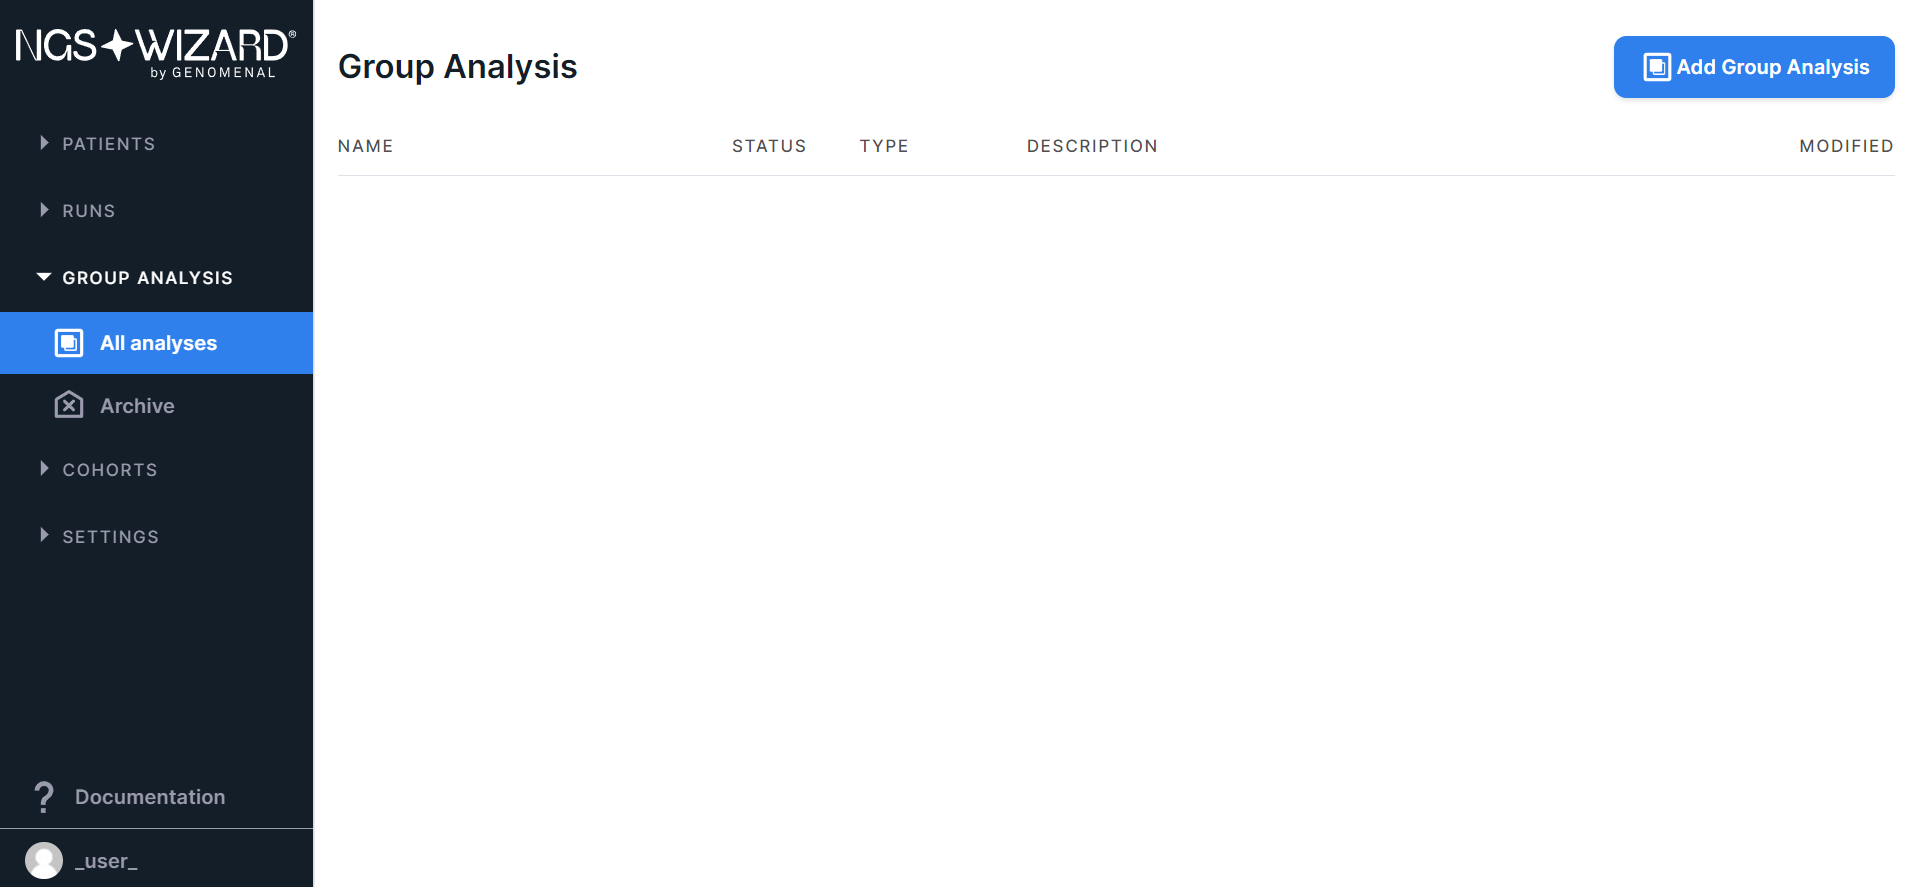 NGS WIZARD®
by GENOMENAL
PATIENTS
RUNS
GROUP ANALYSIS
All analyses
Archive
COHORTS
SETTINGS
Documentation
_user_
Group Analysis
Add Group Analysis
NAME STATUS TYPE DESCRIPTION MODIFIED